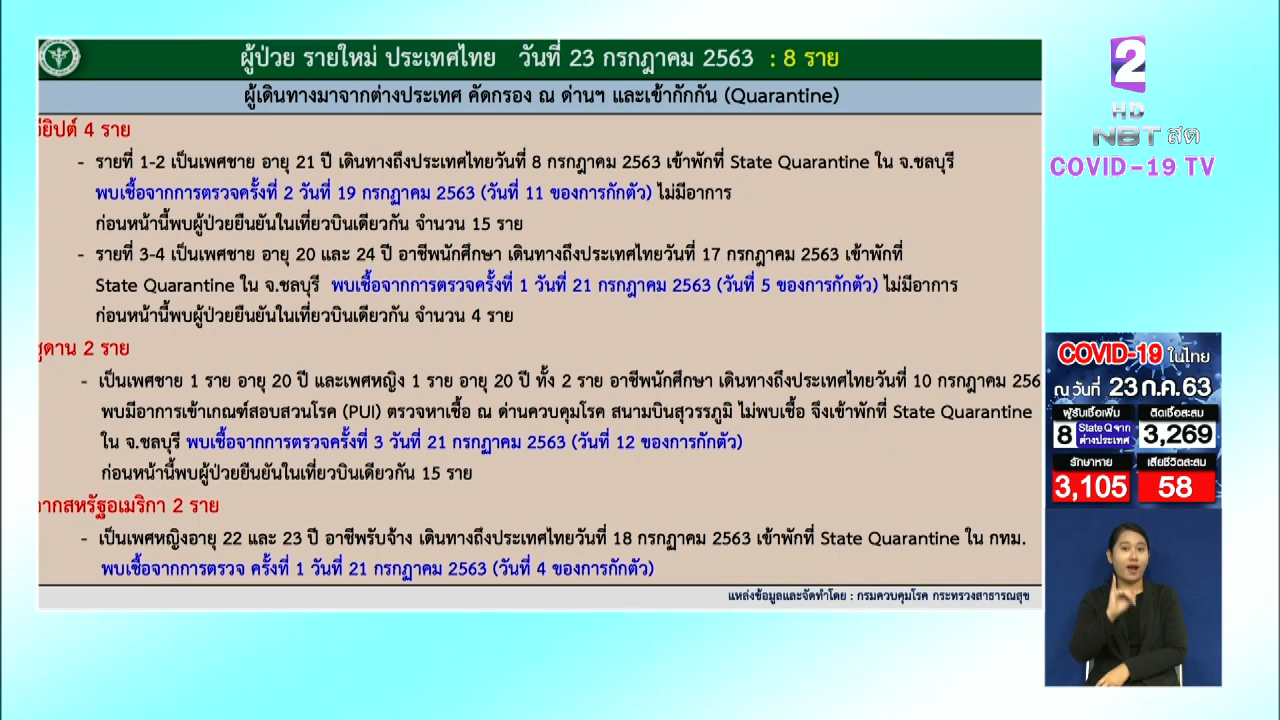 ผู้ป่วย รายใหม่ ประเทศไทย วันที่ 23 กรกฎาคม 2563 : 8 ราย
ผู้เดินทางมาจากต่างประเทศ คัดกรอง ณ ด่านฯ และเข้ากักกัน (Quarantine)
อียิปต์ 4 ราย
- รายที่ 1-2 เป็นเพศชาย อายุ 21 ปี เดินทางถึงประเทศไทยวันที่ 8 กรกฎาคม 2563 เข้าพักที่ State Quarantine ใน จ.ชลบุรี
พบเชื้อจากการตรวจครั้งที่ 2 วันที่ 19 กรกฎาคม 2563 (วันที่ 11 ของการกักตัว) ไม่มีอาการ
ก่อนหน้านี้พบผู้ป่วยยืนยันในเที่ยวบินเดียวกัน จำนวน 15 ราย
- รายที่ 3-4 เป็นเพศชาย อายุ 20 และ 24 ปี อาชีพนักศึกษา เดินทางถึงประเทศไทยวันที่ 17 กรกฎาคม 2563 เข้าพักที่
State Quarantine ใน จ.ชลบุรี พบเชื้อจากการตรวจครั้งที่ 1 วันที่ 21 กรกฎาคม 2563 (วันที่ 5 ของการกักตัว) ไม่มีอาการ
ก่อนหน้านี้พบผู้ป่วยยืนยันในเที่ยวบินเดียวกัน จำนวน 4 ราย
ซูดาน 2 ราย
- เป็นเพศชาย 1 ราย อายุ 20 ปี และเพศหญิง 1 ราย อายุ 20 ปี ทั้ง 2 ราย อาชีพนักศึกษา เดินทางถึงประเทศไทยวันที่ 10 กรกฎาคม 256
พบมีอาการเข้าเกณฑ์สอบสวนโรค (PUI) ตรวจหาเชื้อ ณ ด่านควบคุมโรค สนามบินสุวรรภูมิ ไม่พบเชื้อ จึงเข้าพักที่ State Quarantine
ใน จ.ชลบุรี พบเชื้อจากการตรวจครั้งที่ 3 วันที่ 21 กรกฎาคม 2563 (วันที่ 12 ของการกักตัว)
ก่อนหน้านี้พบผู้ป่วยยืนยันในเที่ยวบินเดียวกัน 15 ราย
จากสหรัฐอเมริกา 2 ราย
- เป็นเพศหญิงอายุ 22 และ 23 ปี อาชีพรับจ้าง เดินทางถึงประเทศไทยวันที่ 18 กรกฎาคม 2563 เข้าพักที่ State Quarantine ใน กทม.
พบเชื้อจากการตรวจ ครั้งที่ 1 วันที่ 21 กรกฎาคม 2563 (วันที่ 4 ของการกักตัว)
แหล่งข้อมูลและจัดทำโดย : กรมควบคุมโรค กระทรวงสาธารณสุข
2
HD
NBT สด
COVID-19 TV
COVID-19 ในไทย
ณ วันที่ 23 ก.ค. 63
ผู้รับเชื้อเพิ่ม ติดเชื้อสะสม
8 State Q จากต่างประเทศ 3,269
รักษาหาย เสียชีวิตสะสม
3,105 58